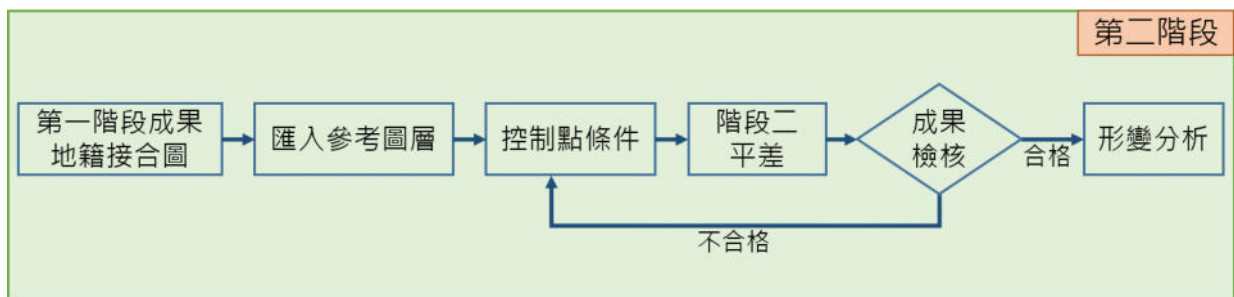 第二階段
第一階段成果
地籍接合圖
匯入參考圖層
控制點條件
階段二
平差
成果
檢核
合格
形變分析
不合格